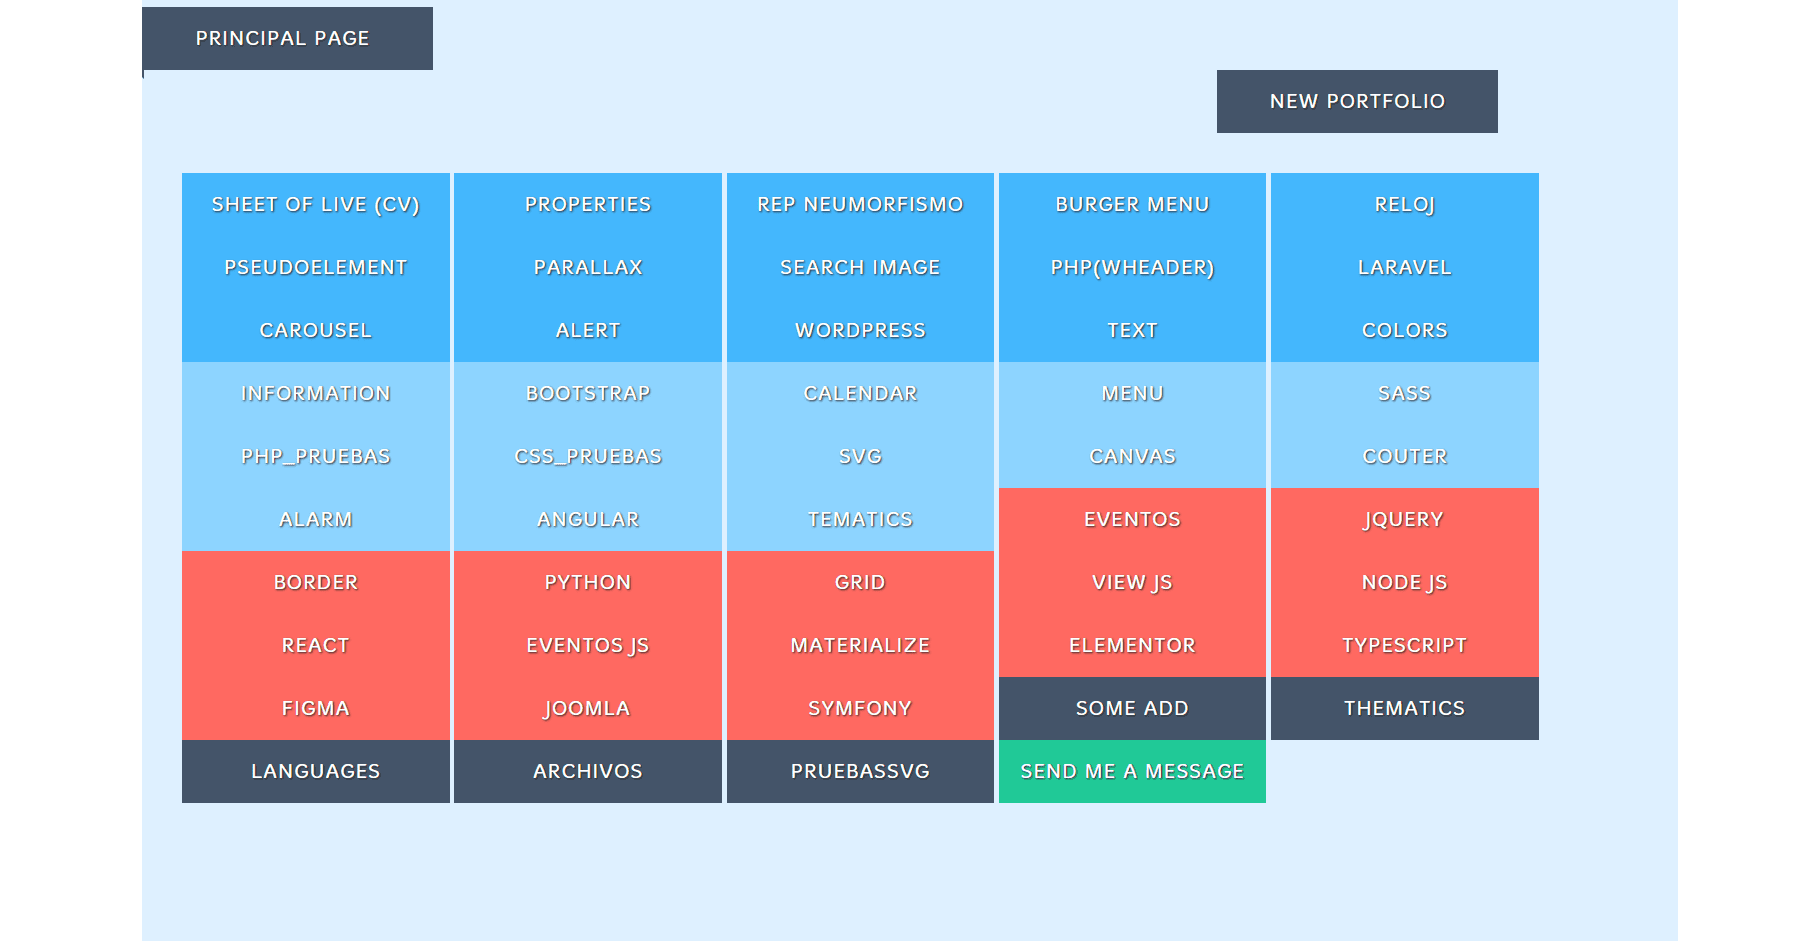 PRINCIPAL PAGE
NEW PORTFOLIO
SHEET OF LIVE (CV) PROPERTIES REP NEUMORFISMO BURGER MENU RELOJ
PSEUDOELEMENT PARALLAX SEARCH IMAGE PHP(WHEADER) LARAVEL
CAROUSEL ALERT WORDPRESS TEXT COLORS
INFORMATION BOOTSTRAP CALENDAR MENU SASS
PHP_PRUEBAS CSS_PRUEBAS SVG CANVAS COUTER
ALARM ANGULAR TEMATICS EVENTOS JQUERY
BORDER PYTHON GRID VIEW JS NODE JS
REACT EVENTOS JS MATERIALIZE ELEMENTOR TYPESCRIPT
FIGMA JOOMLA SYMFONY SOME ADD THEMATICS
LANGUAGES ARCHIVOS PRUEBASSVG SEND ME A MESSAGE